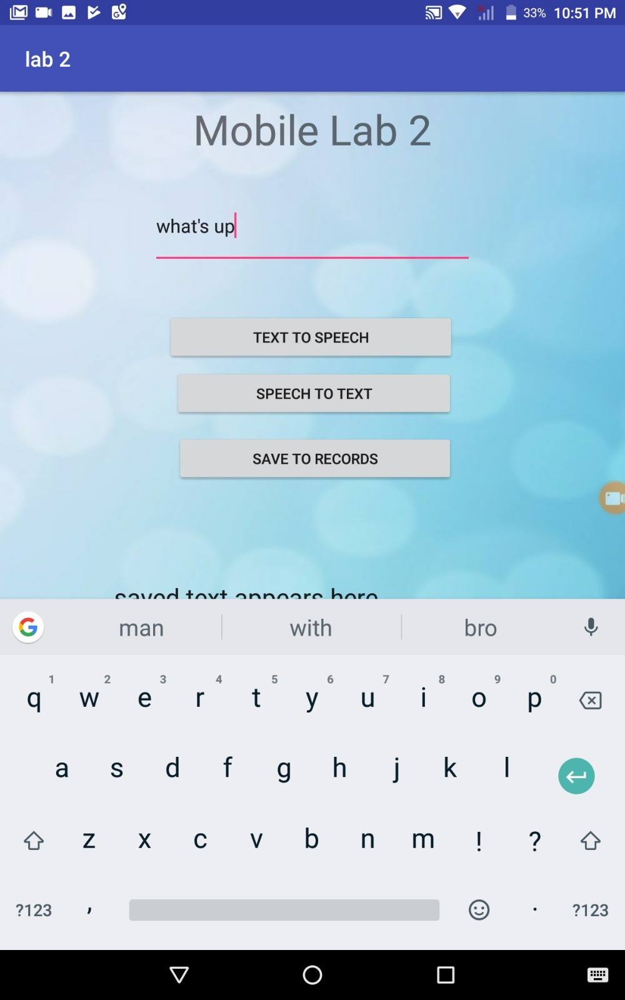 33% 10:51 PM
lab 2
Mobile Lab 2
what's up
TEXT TO SPEECH
SPEECH TO TEXT
SAVE TO RECORDS
saved text appears here
man with bro
1 2 3 4 5 6 7 8 9 0
q w e r t y u i o p
a s d f g h j k l
z x c v b n m ! ?
?123 , . ?123